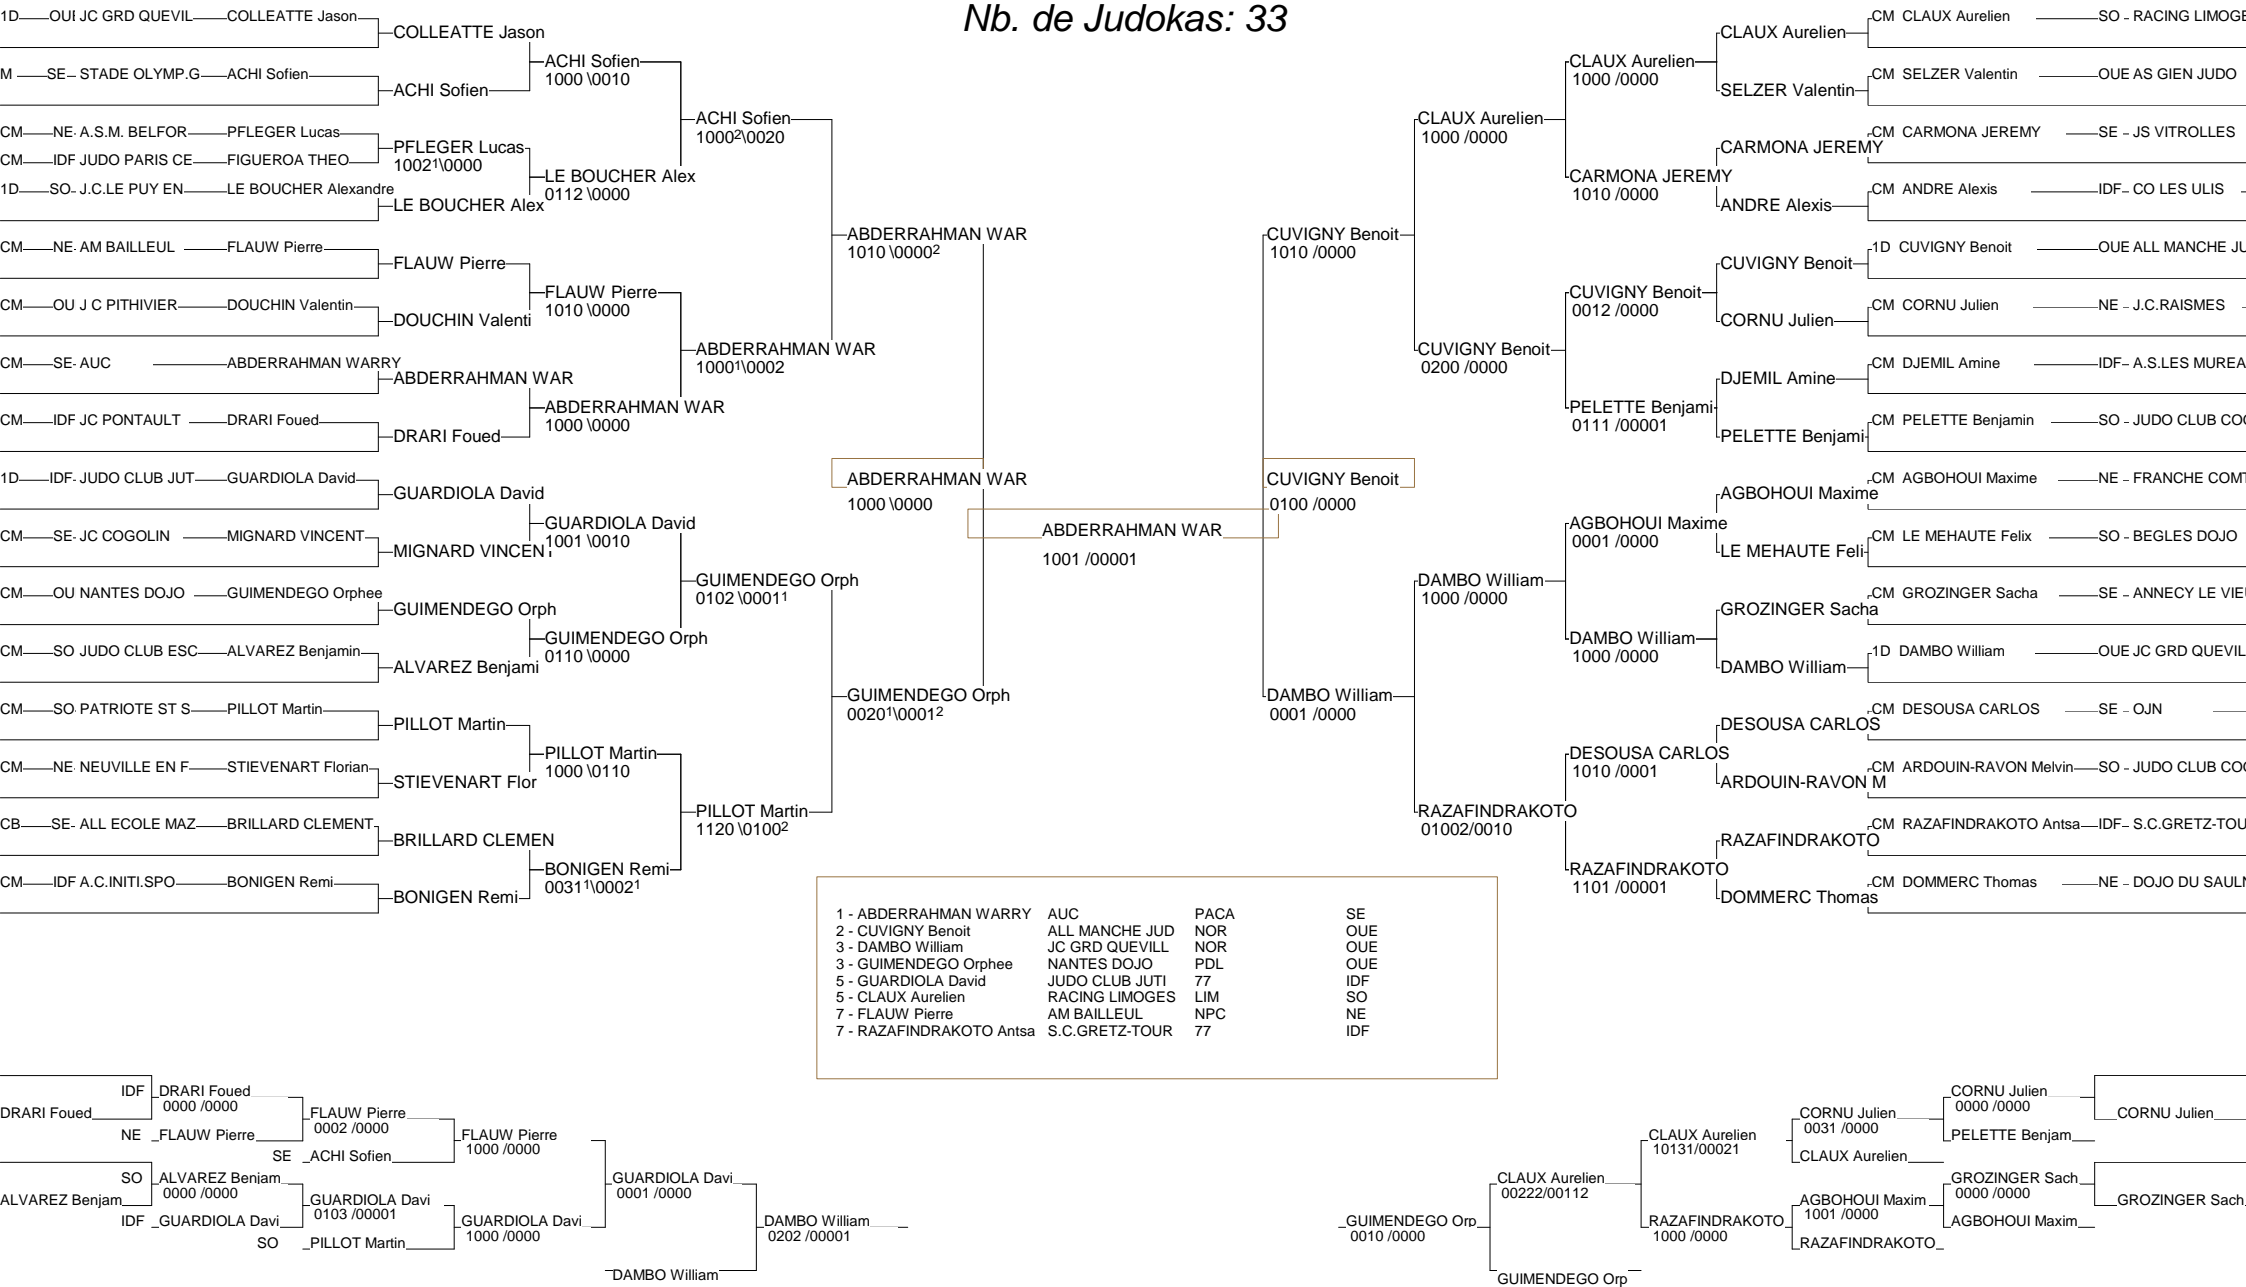 Nb. de Judokas: 33
1D OUI JC GRD QUEVIL COLLEATTE Jason
M SE STADE OLYMP.G ACHI Sofien
CM NE A.S.M. BELFOR PFLEGER Lucas
CM IDF JUDO PARIS CE FIGUEROA THEO
1D SO J.C.LE PUY EN LE BOUCHER Alexandre
CM NE AM BAILLEUL FLAUW Pierre
CM OU J C PITHIVIER DOUCHIN Valentin
CM SE AUC ABDERRAHMAN WARRY
CM IDF JC PONTAULT DRARI Foued
1D IDF JUDO CLUB JUT GUARDIOLA David
CM SE JC COGOLIN MIGNARD VINCENT
CM OU NANTES DOJO GUIMENDEGO Orphee
CM SO JUDO CLUB ESC ALVAREZ Benjamin
CM SO PATRIOTE ST S PILLOT Martin
CM NE NEUVILLE EN F STIEVENART Florian
CB SE ALL ECOLE MAZ BRILLARD CLEMENT
CM IDF A.C.INITI.SPO BONIGEN Remi
COLLEATTE Jason
ACHI Sofien
PFLEGER Lucas
1002¹\0000
LE BOUCHER Alex
FLAUW Pierre
DOUCHIN Valenti
ABDERRAHMAN WAR
DRARI Foued
GUARDIOLA David
MIGNARD VINCENT
GUIMENDEGO Orph
ALVAREZ Benjami
PILLOT Martin
STIEVENART Flor
BRILLARD CLEMEN
BONIGEN Remi
ACHI Sofien
1000 \0010
LE BOUCHER Alex
0112 \0000
FLAUW Pierre
1010 \0000
ABDERRAHMAN WAR
1000 \0000
GUARDIOLA David
1001 \0010
GUIMENDEGO Orph
0110 \0000
PILLOT Martin
1000 \0110
BONIGEN Remi
0031¹\0002¹
ACHI Sofien
1000²\0020
ABDERRAHMAN WAR
1000¹\0002
GUIMENDEGO Orph
0102 \0001¹
PILLOT Martin
1120 \0100²
ABDERRAHMAN WAR
1010 \0000²
GUIMENDEGO Orph
0020¹\0001²
ABDERRAHMAN WAR
1000 \0000
ABDERRAHMAN WAR
1001 /00001
CUVIGNY Benoit
0100 /0000
CUVIGNY Benoit
1010 /0000
DAMBO William
0001 /0000
CLAUX Aurelien
1000 /0000
CUVIGNY Benoit
0200 /0000
DAMBO William
1000 /0000
RAZAFINDRAKOTO
01002/0010
CLAUX Aurelien
1000 /0000
CARMONA JEREMY
1010 /0000
CUVIGNY Benoit
0012 /0000
PELETTE Benjami
0111 /00001
AGBOHOUI Maxime
0001 /0000
DAMBO William
1000 /0000
DESOUSA CARLOS
1010 /0001
RAZAFINDRAKOTO
1101 /00001
CLAUX Aurelien
SELZER Valentin
CARMONA JEREMY
ANDRE Alexis
CUVIGNY Benoit
CORNU Julien
DJEMIL Amine
PELETTE Benjami
AGBOHOUI Maxime
LE MEHAUTE Feli
GROZINGER Sacha
DAMBO William
DESOUSA CARLOS
ARDOUIN-RAVON M
RAZAFINDRAKOTO
DOMMERC Thomas
CM CLAUX Aurelien SO - RACING LIMOGE
CM SELZER Valentin OUE AS GIEN JUDO
CM CARMONA JEREMY SE - JS VITROLLES
CM ANDRE Alexis IDF- CO LES ULIS
1D CUVIGNY Benoit OUE ALL MANCHE JU
CM CORNU Julien NE - J.C.RAISMES
CM DJEMIL Amine IDF- A.S.LES MUREA
CM PELETTE Benjamin SO - JUDO CLUB COG
CM AGBOHOUI Maxime NE - FRANCHE COMT
CM LE MEHAUTE Felix SO - BEGLES DOJO
CM GROZINGER Sacha SE - ANNECY LE VIEU
1D DAMBO William OUE JC GRD QUEVIL
CM DESOUSA CARLOS SE - OJN
CM ARDOUIN-RAVON Melvin SO - JUDO CLUB COG
CM RAZAFINDRAKOTO Antsa IDF- S.C.GRETZ-TOU
CM DOMMERC Thomas NE - DOJO DU SAULN
1 - ABDERRAHMAN WARRY AUC PACA SE
2 - CUVIGNY Benoit ALL MANCHE JUD NOR OUE
3 - DAMBO William JC GRD QUEVILL NOR OUE
3 - GUIMENDEGO Orphee NANTES DOJO PDL OUE
5 - GUARDIOLA David JUDO CLUB JUTI 77 IDF
5 - CLAUX Aurelien RACING LIMOGES LIM SO
7 - FLAUW Pierre AM BAILLEUL NPC NE
7 - RAZAFINDRAKOTO Antsa S.C.GRETZ-TOUR 77 IDF
DRARI Foued
ALVAREZ Benjam
IDF DRARI Foued
0000 /0000
NE FLAUW Pierre
SO ALVAREZ Benjam
0000 /0000
IDF GUARDIOLA Davi
FLAUW Pierre
0002 /0000
SE ACHI Sofien
GUARDIOLA Davi
0103 /00001
SO PILLOT Martin
FLAUW Pierre
1000 /0000
GUARDIOLA Davi
1000 /0000
GUARDIOLA Davi
0001 /0000
DAMBO William
DAMBO William
0202 /00001
GUIMENDEGO Orp
0010 /0000
CLAUX Aurelien
00222/00112
GUIMENDEGO Orp
CLAUX Aurelien
10131/00021
RAZAFINDRAKOTO
1000 /0000
CORNU Julien
0031 /0000
CLAUX Aurelien
AGBOHOUI Maxim
1001 /0000
RAZAFINDRAKOTO
CORNU Julien
0000 /0000
PELETTE Benjam
GROZINGER Sach
0000 /0000
AGBOHOUI Maxim
CORNU Julien
GROZINGER Sach